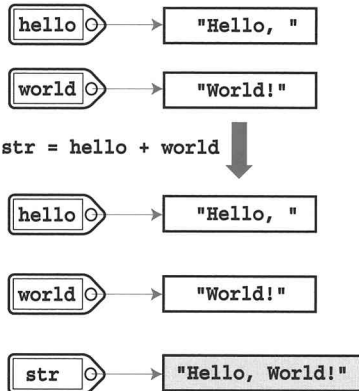 hello "Hello, "
world "World!"
str = hello + world
hello "Hello, "
world "World!"
str "Hello, World!"